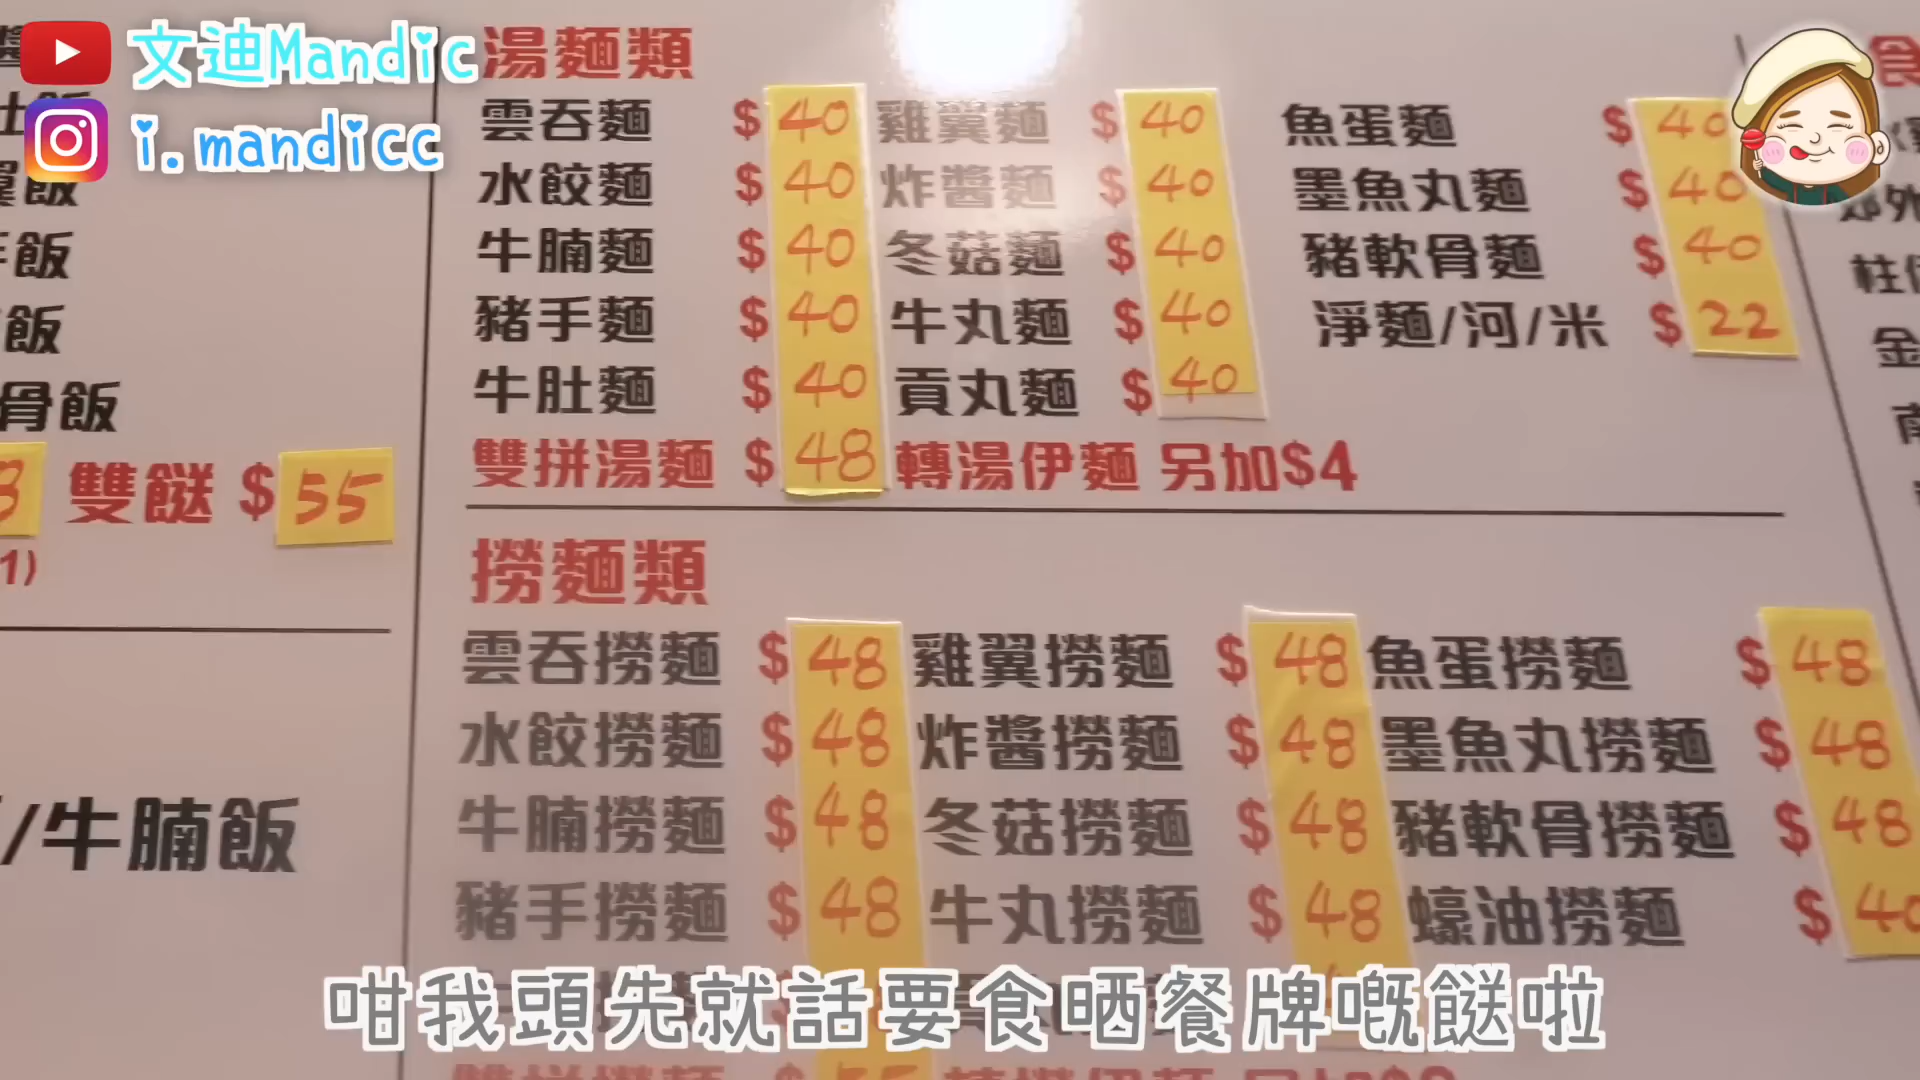 文迪Mandic
i.mandicc
湯麵類
雲吞麵 $40 雞翼麵 $40 魚蛋麵 $40
水餃麵 $40 炸醬麵 $40 墨魚丸麵 $40
牛腩麵 $40 冬菇麵 $40 豬軟骨麵 $40
豬手麵 $40 牛丸麵 $40 淨麵/河/米 $22
牛肚麵 $40 貢丸麵 $40
雙拼湯麵 $48 轉湯伊麵 另加$4
飯
飯
飯
骨飯
雙餸 $55
1)
/牛腩飯
撈麵類
雲吞撈麵 $48 雞翼撈麵 $48 魚蛋撈麵 $48
水餃撈麵 $48 炸醬撈麵 $48 墨魚丸撈麵 $48
牛腩撈麵 $48 冬菇撈麵 $48 豬軟骨撈麵 $48
豬手撈麵 $48 牛丸撈麵 $48 蠔油撈麵 $40
食
郊外
金
南
咁我頭先就話要食晒餐牌嘅餸啦